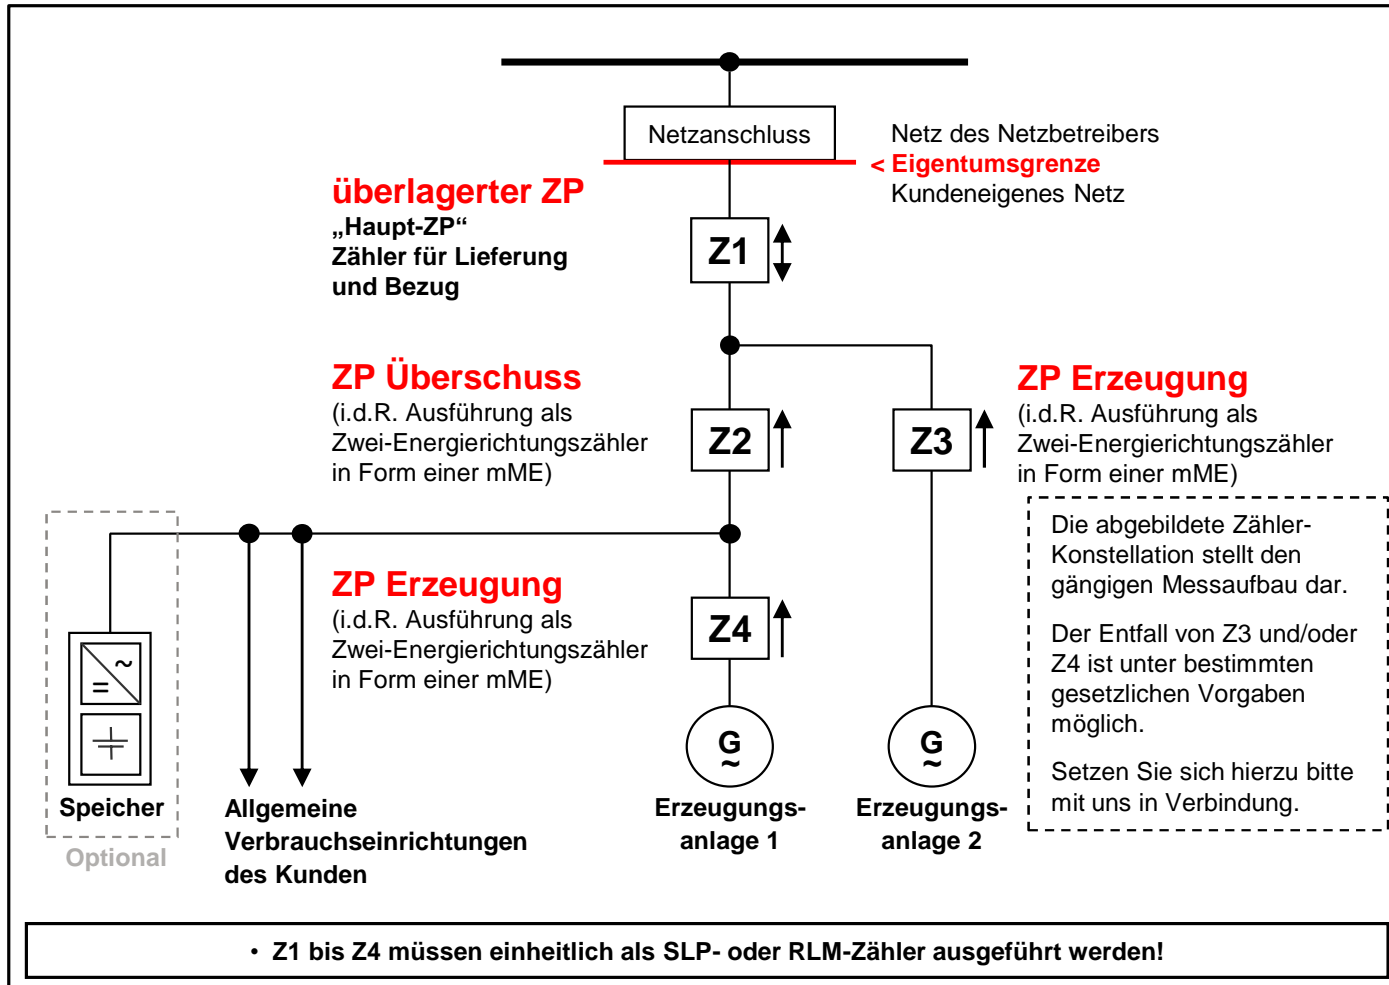 Netzanschluss
Netz des Netzbetreibers
< Eigentumsgrenze
Kundeneigenes Netz
überlagerter ZP
„Haupt-ZP“
Zähler für Lieferung
und Bezug
Z1
ZP Überschuss
(i.d.R. Ausführung als
Zwei-Energierichtungszähler
in Form einer mME)
Z2
Z3
ZP Erzeugung
(i.d.R. Ausführung als
Zwei-Energierichtungszähler
in Form einer mME)
ZP Erzeugung
(i.d.R. Ausführung als
Zwei-Energierichtungszähler
in Form einer mME)
Z4
Die abgebildete Zähler-
Konstellation stellt den
gängigen Messaufbau dar.
Der Entfall von Z3 und/oder
Z4 ist unter bestimmten
gesetzlichen Vorgaben
möglich.
Setzen Sie sich hierzu bitte
mit uns in Verbindung.
~
=
G
~
G
~
Speicher
Optional
Allgemeine
Verbrauchseinrichtungen
des Kunden
Erzeugungs-
anlage 1
Erzeugungs-
anlage 2
• Z1 bis Z4 müssen einheitlich als SLP- oder RLM-Zähler ausgeführt werden!